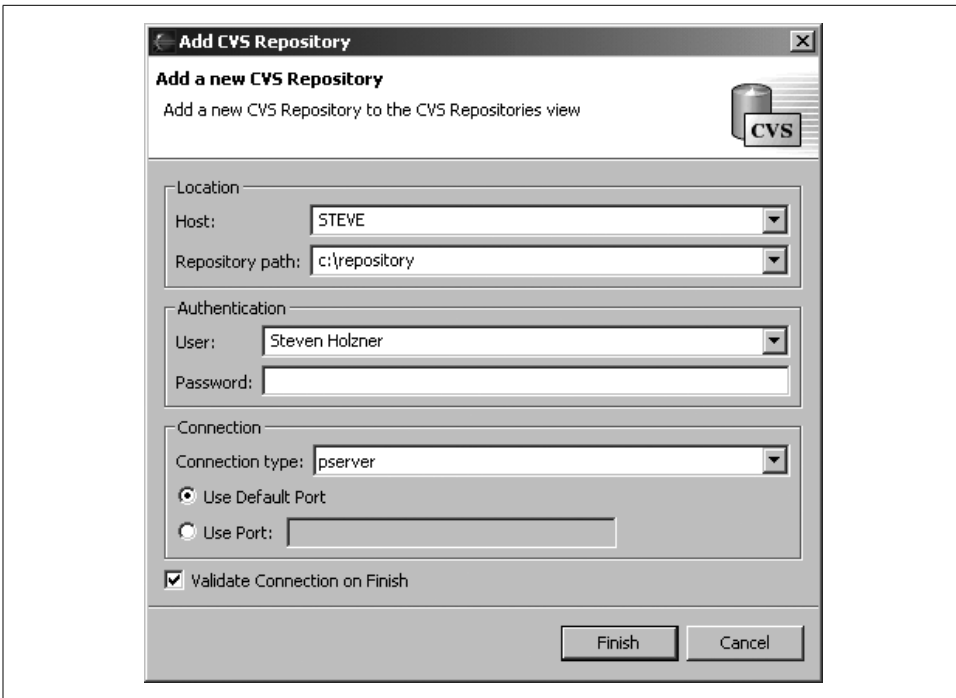 Add CVS Repository
Add a new CVS Repository
Add a new CVS Repository to the CVS Repositories view
CVS
Location
Host: STEVE
Repository path: c:\repository
Authentication
User: Steven Holzner
Password:
Connection
Connection type: pserver
Use Default Port
Use Port:
Validate Connection on Finish
Finish Cancel